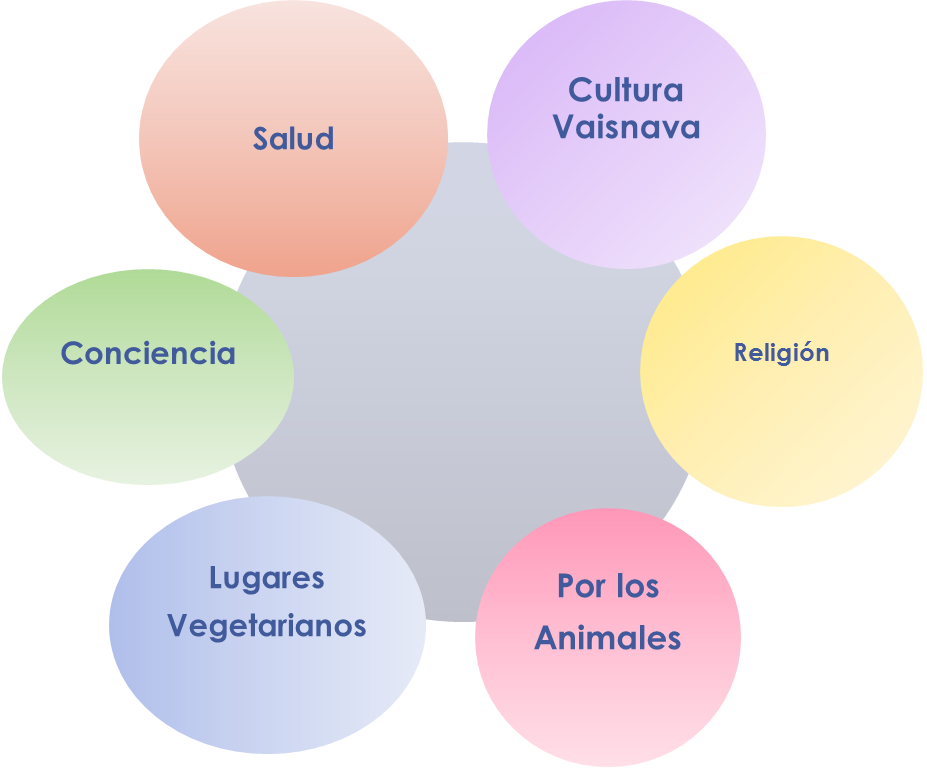 Salud
Cultura
Vaisnava
Conciencia
Religión
Lugares
Vegetarianos
Por los
Animales